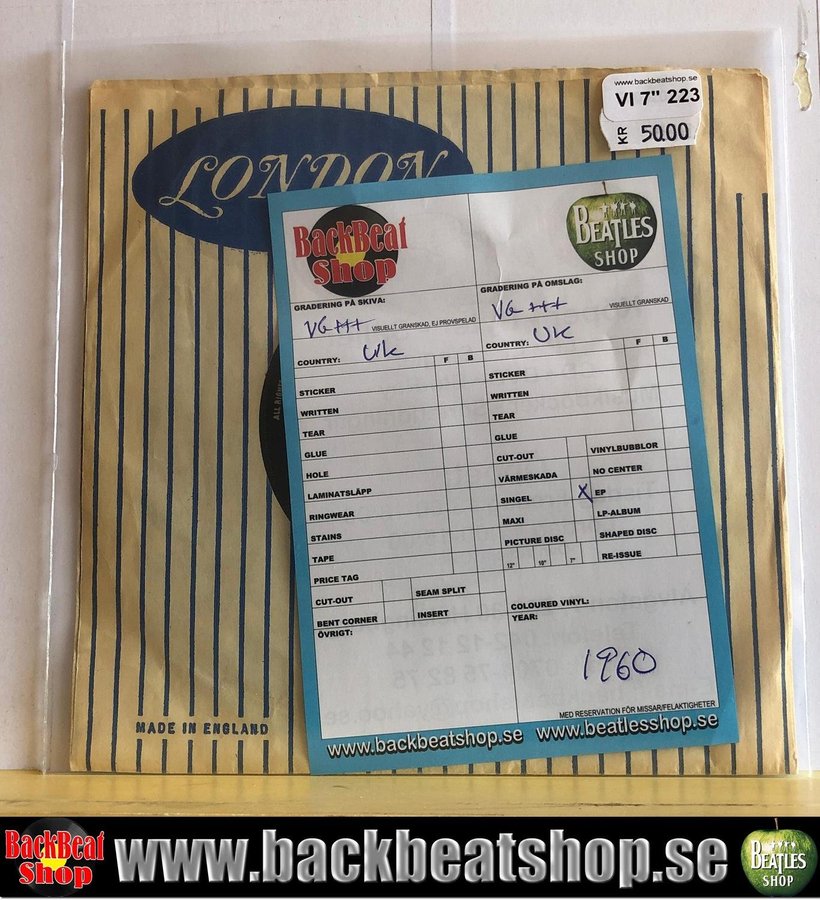 www.backbeatshop.se
VI 7" 223
KR 50.00
LONDON
BackBeat
Shop
BEATLES
SHOP
GRADERING PÅ SKIVA:
VG+++ VISUELLT GRANSKAD, EJ PROVSPELAD
COUNTRY: UK
F B
STICKER
WRITTEN
TEAR
GLUE
HOLE
LAMINATSLÄPP
RINGWEAR
STAINS
TAPE
PRICE TAG
CUT-OUT SEAM SPLIT
BENT CORNER INSERT
ÖVRIGT:
GRADERING PÅ OMSLAG:
VG +++ VISUELLT GRANSKAD
COUNTRY: UK
F B
STICKER
WRITTEN
TEAR
GLUE
CUT-OUT VINYLBUBBLOR
VÄRMESKADA NO CENTER
SINGEL X EP
MAXI LP-ALBUM
PICTURE DISC SHAPED DISC
12" 10" 7" RE-ISSUE
COLOURED VINYL:
YEAR:
1960
MED RESERVATION FÖR MISSAR/FELAKTIGHETER
www.backbeatshop.se www.beatlesshop.se
ALL RIGHTS
MADE IN ENGLAND
BackBeat
Shop
www.backbeatshop.se
BEATLES
SHOP